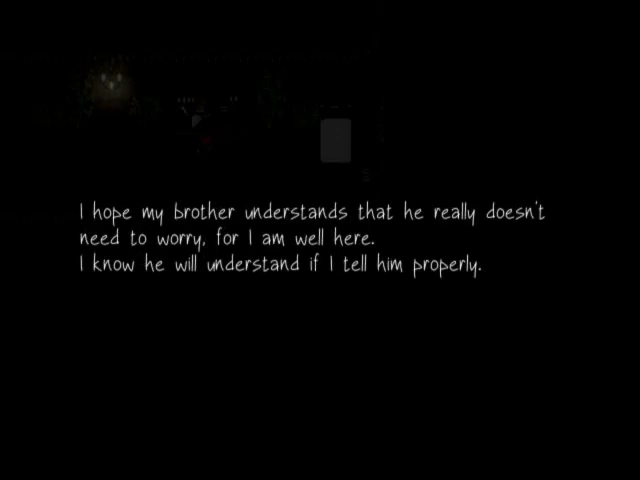 I hope my brother understands that he really doesn't
need to worry, for I am well here.
I know he will understand if I tell him properly.